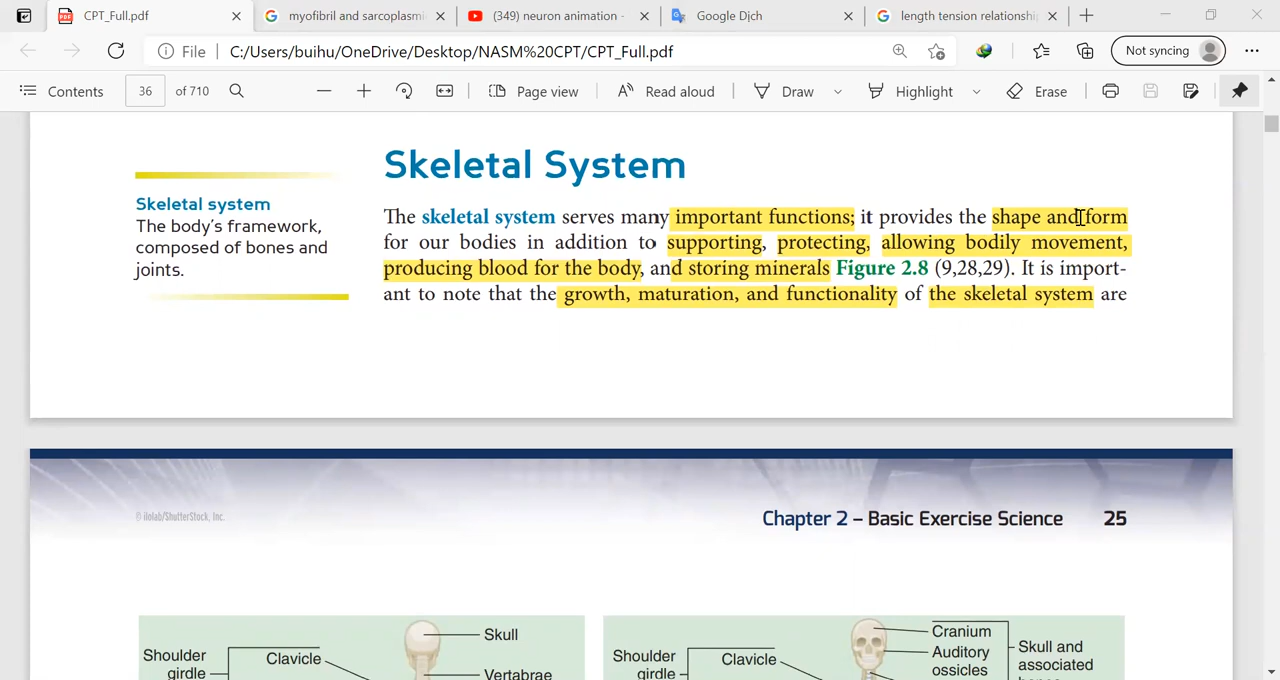 CPT_Full.pdf
myofibril and sarcoplasmi
(349) neuron animation -
Google Dịch
length tension relationship
File
C:/Users/buihu/OneDrive/Desktop/NASM%20CPT/CPT_Full.pdf
Not syncing
Contents
36
of 710
Page view
Read aloud
Draw
Highlight
Erase
Skeletal System
Skeletal system
The body's framework,
composed of bones and
joints.
The skeletal system serves many important functions; it provides the shape and form
for our bodies in addition to supporting, protecting, allowing bodily movement,
producing blood for the body, and storing minerals Figure 2.8 (9,28,29). It is import-
ant to note that the growth, maturation, and functionality of the skeletal system are
© ilolab/ShutterStock, Inc.
Chapter 2 – Basic Exercise Science 25
Shoulder
girdle
Clavicle
Skull
Vertabrae
Shoulder
girdle
Clavicle
Cranium
Auditory
ossicles
Skull and
associated